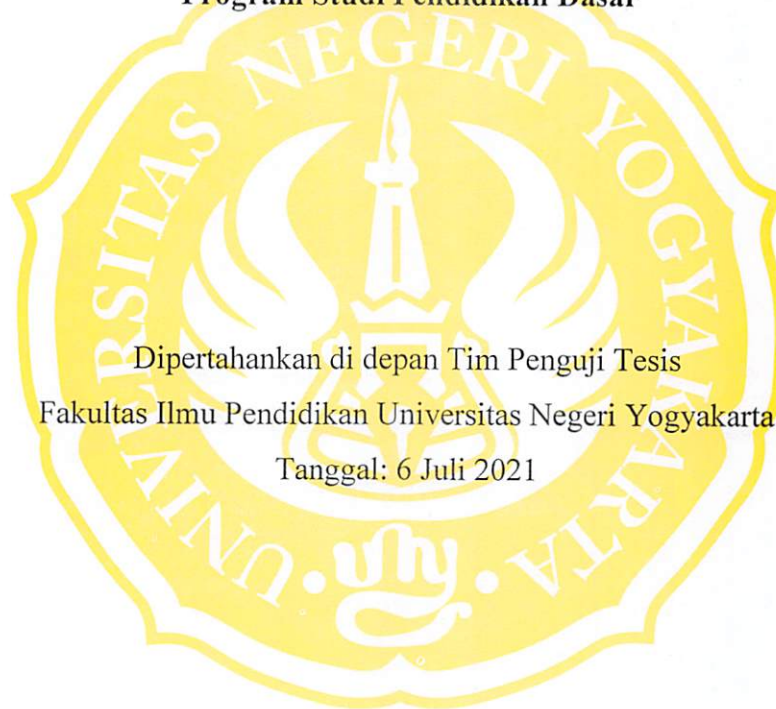 Program Studi Pendidikan Dasar
UNIVERSITAS NEGERI YOGYAKARTA
Dipertahankan di depan Tim Penguji Tesis
Fakultas Ilmu Pendidikan Universitas Negeri Yogyakarta
Tanggal: 6 Juli 2021
uny